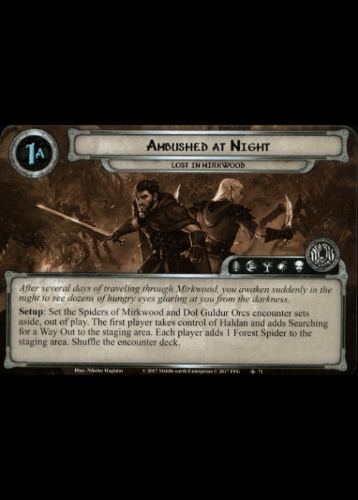 1A
Ambushed at Night
Lost in Mirkwood
After several days of traveling through Mirkwood, you awaken suddenly in the
night to see dozens of hungry eyes glaring at you from the darkness.
Setup: Set the Spiders of Mirkwood and Dol Guldur Orcs encounter sets
aside, out of play. The first player takes control of Haldan and adds Searching
for a Way Out to the staging area. Each player adds 1 Forest Spider to the
staging area. Shuffle the encounter deck.
Illus. Nikolas Hagialas © 2017 Middle-earth Enterprises © 2017 FFG 71